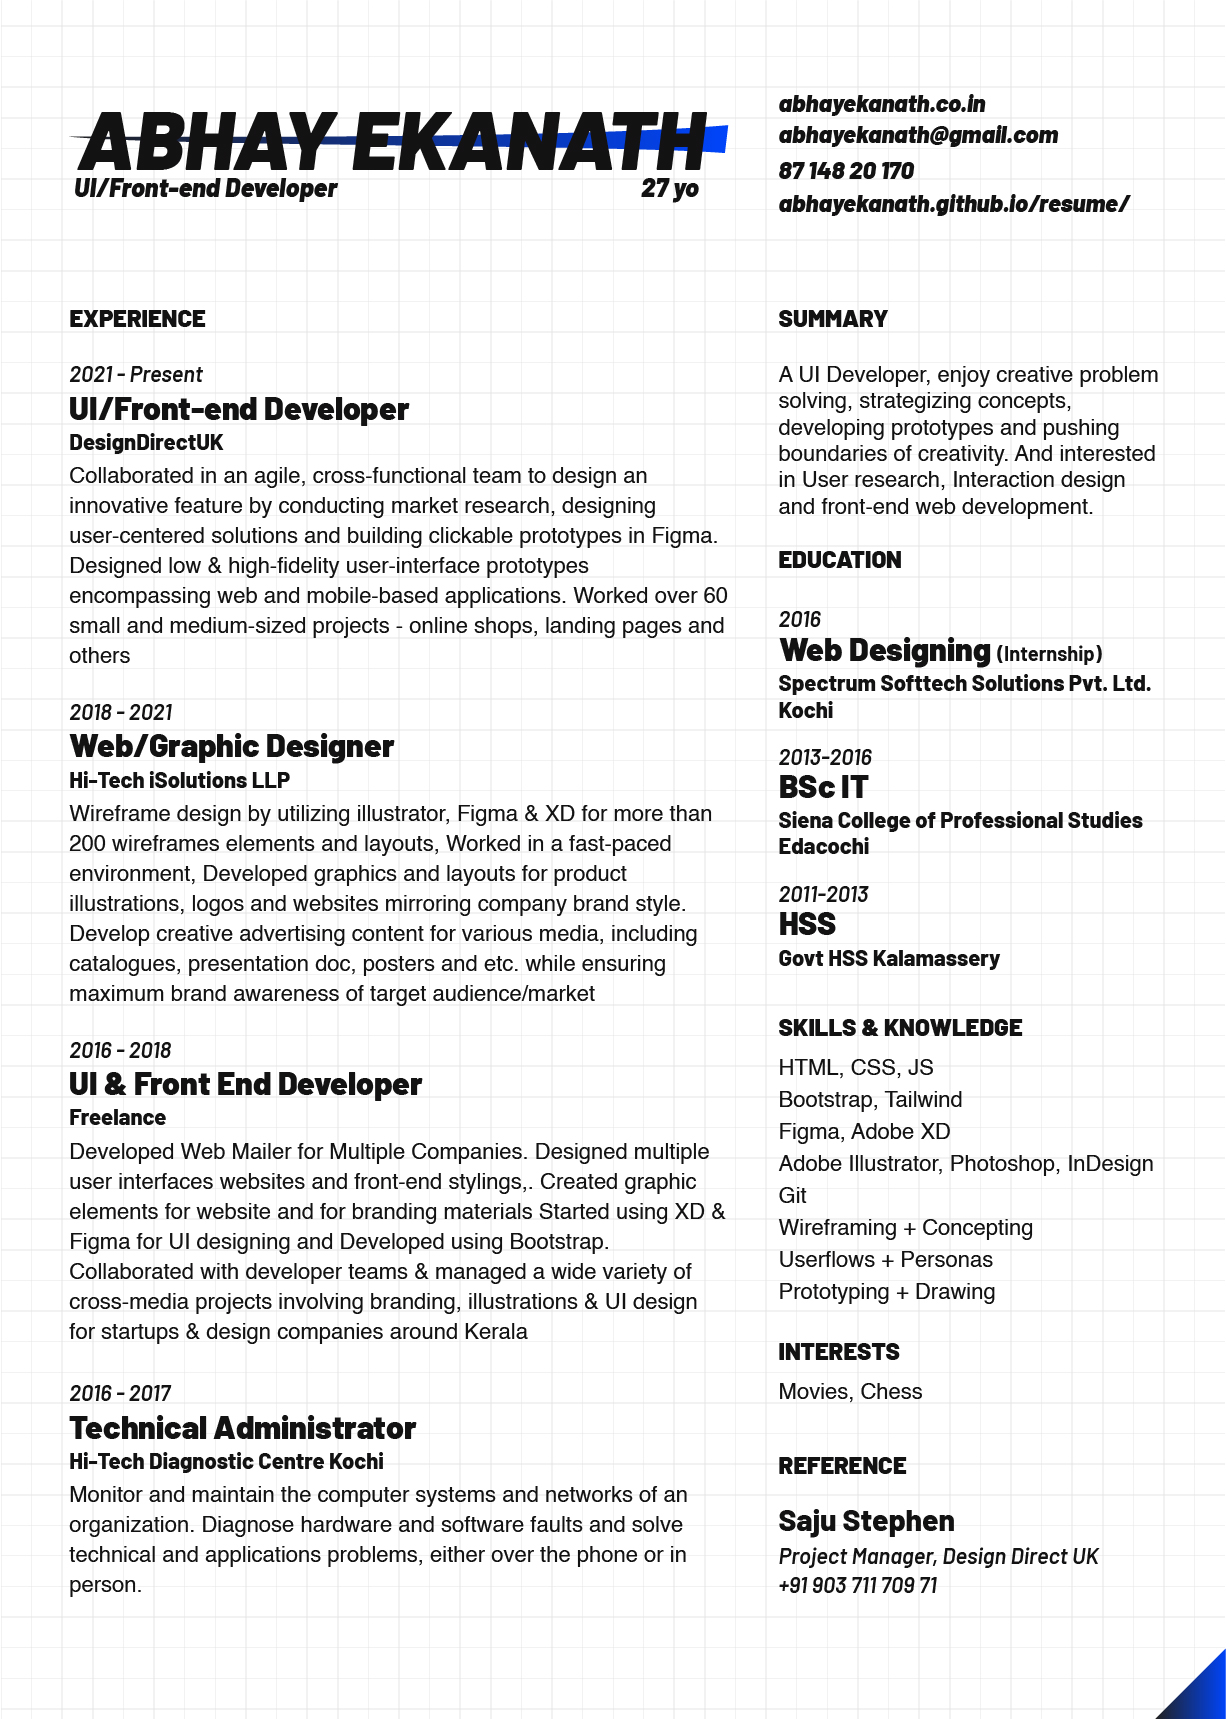 ABHAY EKANATH
UI/Front-end Developer
27 yo
abhayekanath.co.in
abhayekanath@gmail.com
87 148 20 170
abhayekanath.github.io/resume/
EXPERIENCE
2021 - Present
UI/Front-end Developer
DesignDirectUK
Collaborated in an agile, cross-functional team to design an
innovative feature by conducting market research, designing
user-centered solutions and building clickable prototypes in Figma.
Designed low & high-fidelity user-interface prototypes
encompassing web and mobile-based applications. Worked over 60
small and medium-sized projects - online shops, landing pages and
others
2018 - 2021
Web/Graphic Designer
Hi-Tech iSolutions LLP
Wireframe design by utilizing illustrator, Figma & XD for more than
200 wireframes elements and layouts, Worked in a fast-paced
environment, Developed graphics and layouts for product
illustrations, logos and websites mirroring company brand style.
Develop creative advertising content for various media, including
catalogues, presentation doc, posters and etc. while ensuring
maximum brand awareness of target audience/market
2016 - 2018
UI & Front End Developer
Freelance
Developed Web Mailer for Multiple Companies. Designed multiple
user interfaces websites and front-end stylings,. Created graphic
elements for website and for branding materials Started using XD &
Figma for UI designing and Developed using Bootstrap.
Collaborated with developer teams & managed a wide variety of
cross-media projects involving branding, illustrations & UI design
for startups & design companies around Kerala
2016 - 2017
Technical Administrator
Hi-Tech Diagnostic Centre Kochi
Monitor and maintain the computer systems and networks of an
organization. Diagnose hardware and software faults and solve
technical and applications problems, either over the phone or in
person.
SUMMARY
A UI Developer, enjoy creative problem
solving, strategizing concepts,
developing prototypes and pushing
boundaries of creativity. And interested
in User research, Interaction design
and front-end web development.
EDUCATION
2016
Web Designing (Internship)
Spectrum Softtech Solutions Pvt. Ltd.
Kochi
2013-2016
BSc IT
Siena College of Professional Studies
Edacochi
2011-2013
HSS
Govt HSS Kalamassery
SKILLS & KNOWLEDGE
HTML, CSS, JS
Bootstrap, Tailwind
Figma, Adobe XD
Adobe Illustrator, Photoshop, InDesign
Git
Wireframing + Concepting
Userflows + Personas
Prototyping + Drawing
INTERESTS
Movies, Chess
REFERENCE
Saju Stephen
Project Manager, Design Direct UK
+91 903 711 709 71